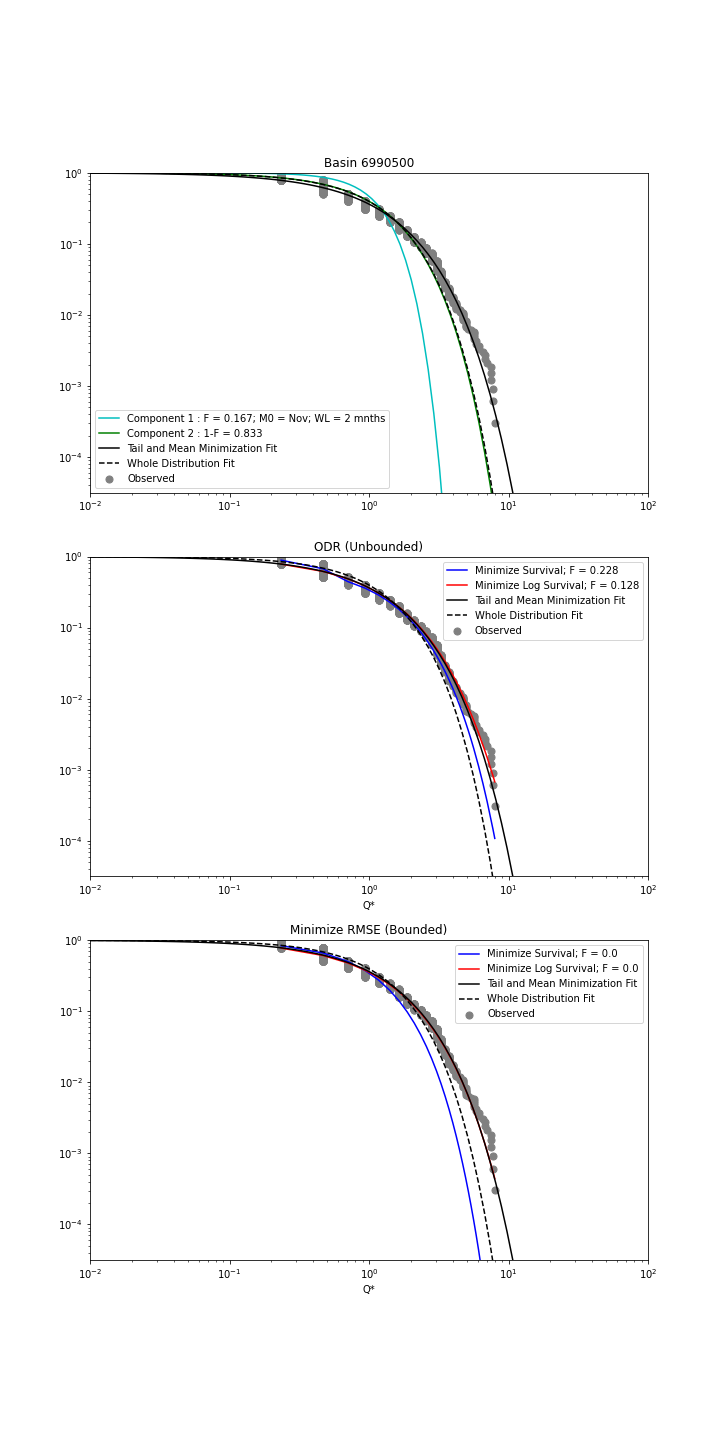 Basin 6990500
10⁰
10⁻¹
10⁻²
10⁻³
10⁻⁴
Component 1 : F = 0.167; M0 = Nov; WL = 2 mnths
Component 2 : 1-F = 0.833
Tail and Mean Minimization Fit
Whole Distribution Fit
Observed
10⁻² 10⁻¹ 10⁰ 10¹ 10²
ODR (Unbounded)
10⁰
10⁻¹
10⁻²
10⁻³
10⁻⁴
Minimize Survival; F = 0.228
Minimize Log Survival; F = 0.128
Tail and Mean Minimization Fit
Whole Distribution Fit
Observed
10⁻² 10⁻¹ 10⁰ 10¹ 10²
Q*
Minimize RMSE (Bounded)
10⁰
10⁻¹
10⁻²
10⁻³
10⁻⁴
Minimize Survival; F = 0.0
Minimize Log Survival; F = 0.0
Tail and Mean Minimization Fit
Whole Distribution Fit
Observed
10⁻² 10⁻¹ 10⁰ 10¹ 10²
Q*